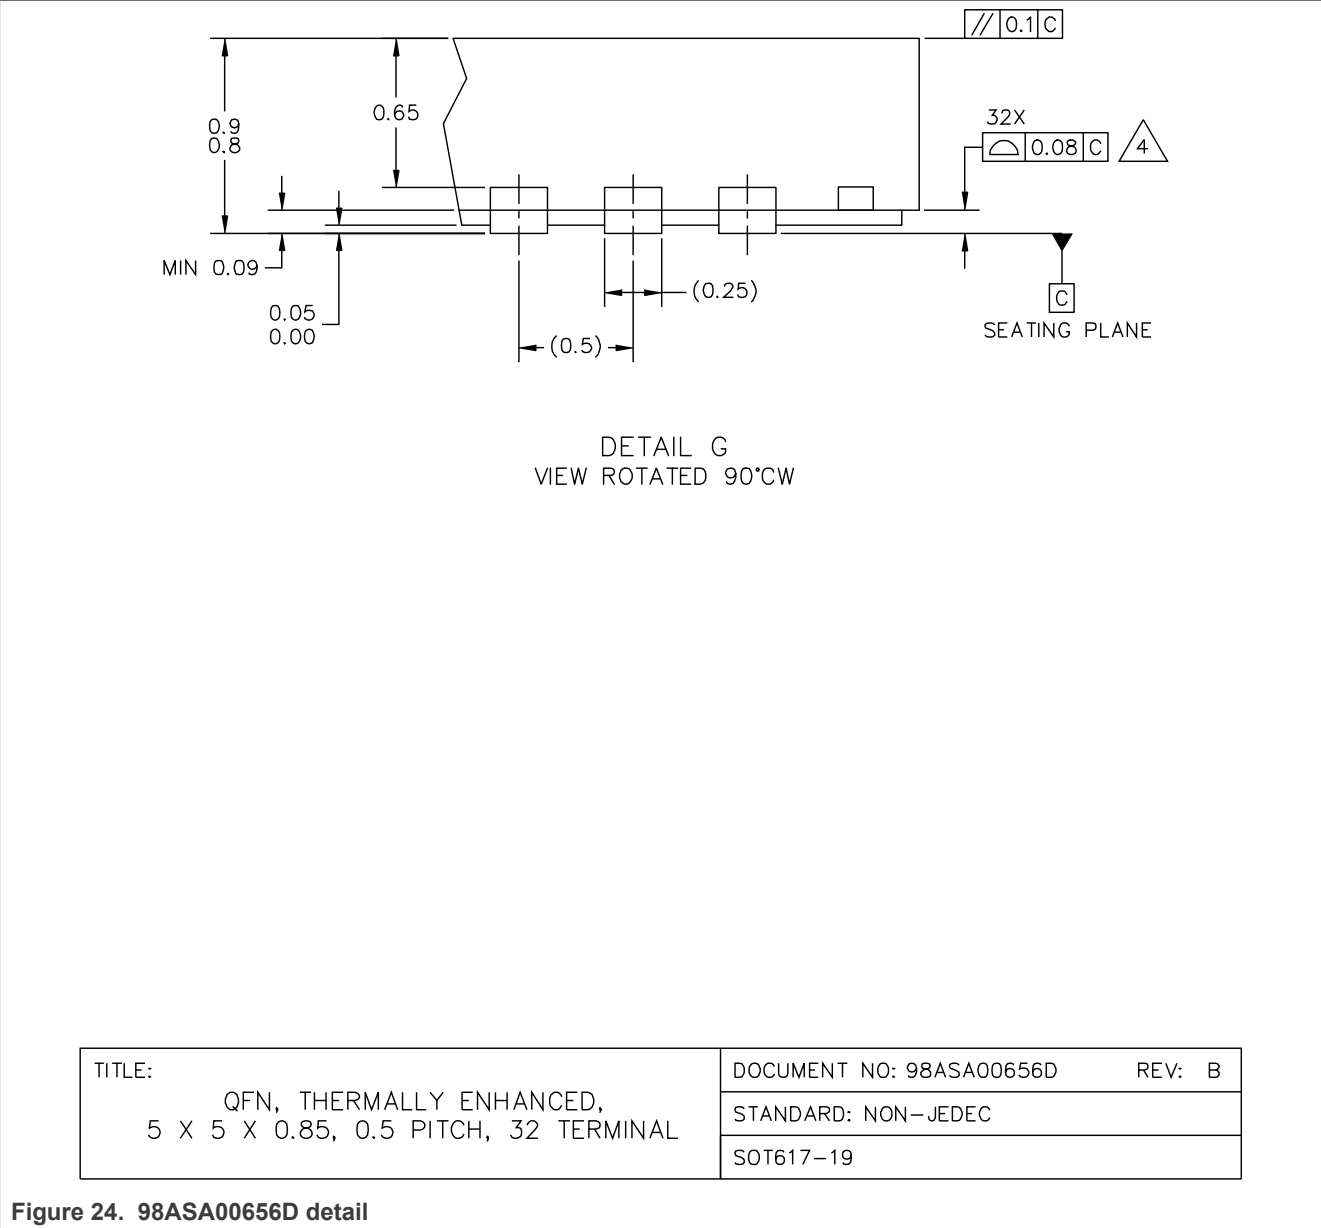 0.1 C
0.9
0.8
0.65
32X
0.08 C
4
MIN 0.09
0.05
0.00
(0.25)
(0.5)
C
SEATING PLANE
DETAIL G
VIEW ROTATED 90°CW
TITLE:
QFN, THERMALLY ENHANCED,
5 X 5 X 0.85, 0.5 PITCH, 32 TERMINAL
DOCUMENT NO: 98ASA00656D REV: B
STANDARD: NON-JEDEC
SOT617-19
Figure 24. 98ASA00656D detail